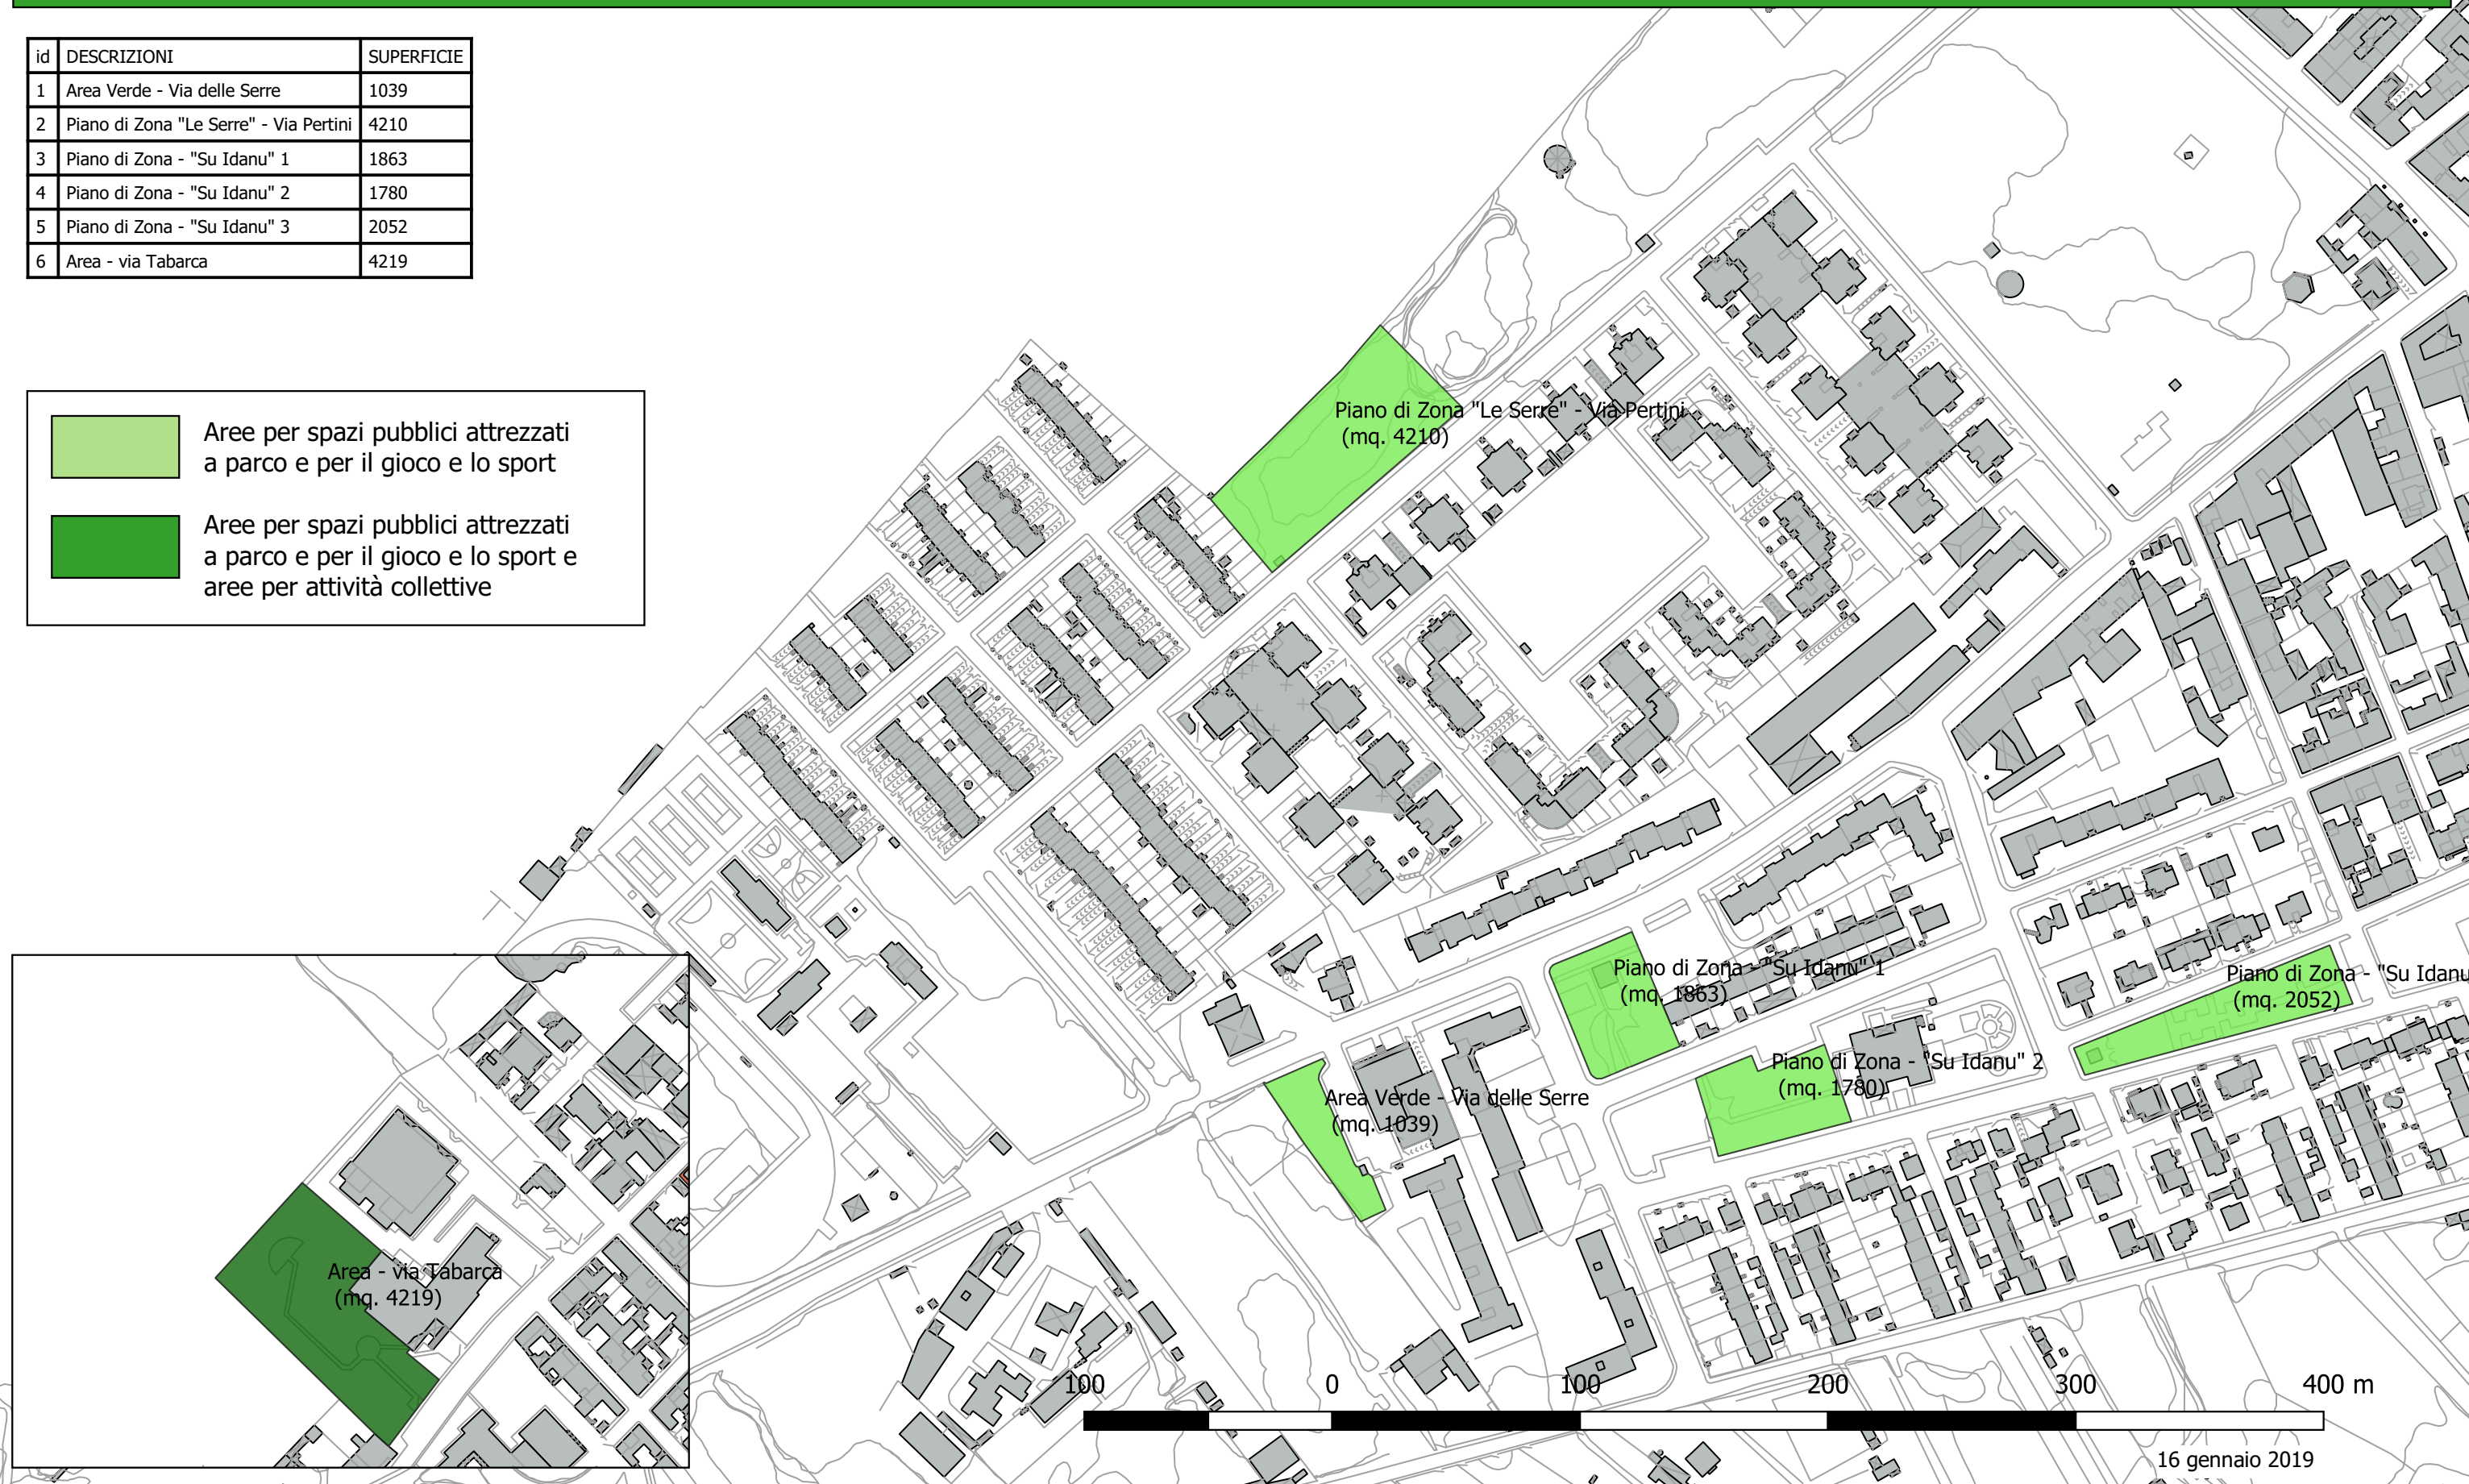 id DESCRIZIONI SUPERFICIE
1 Area Verde - Via delle Serre 1039
2 Piano di Zona "Le Serre" - Via Pertini 4210
3 Piano di Zona - "Su Idanu" 1 1863
4 Piano di Zona - "Su Idanu" 2 1780
5 Piano di Zona - "Su Idanu" 3 2052
6 Area - via Tabarca 4219
Aree per spazi pubblici attrezzati
a parco e per il gioco e lo sport
Aree per spazi pubblici attrezzati
a parco e per il gioco e lo sport e
aree per attività collettive
Piano di Zona "Le Serre" - Via Pertini
(mq. 4210)
Piano di Zona - "Su Idanu" 1
(mq. 1863)
Piano di Zona - "Su Idanu
(mq. 2052)
Piano di Zona - "Su Idanu" 2
(mq. 1780)
Area Verde - Via delle Serre
(mq. 1039)
Area - via Tabarca
(mq. 4219)
100 0 100 200 300 400 m
16 gennaio 2019